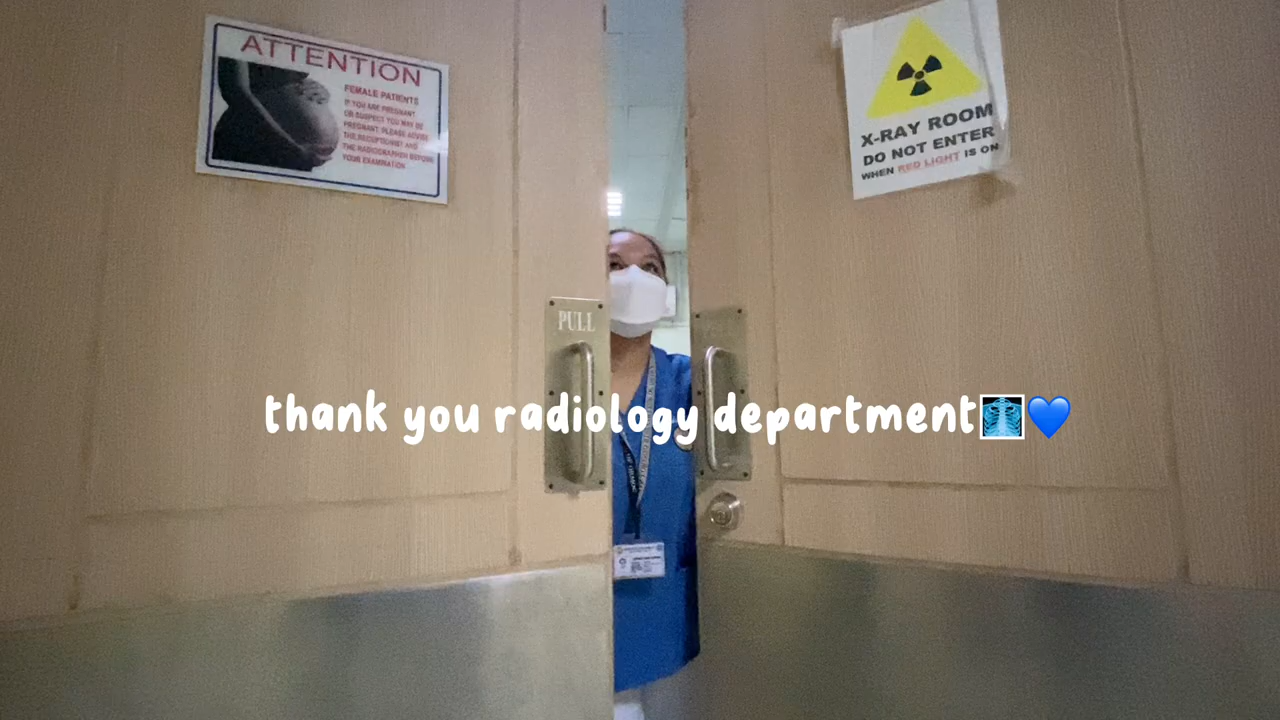 ATTENTION
FEMALE PATIENTS
IF YOU ARE PREGNANT
OR SUSPECT YOU MAY BE
PREGNANT, PLEASE ADVISE
THE RECEPTIONIST AND
THE RADIOGRAPHER BEFORE
YOUR EXAMINATION
X-RAY ROOM
DO NOT ENTER
WHEN RED LIGHT IS ON
PULL
thank you radiology department🩻💙